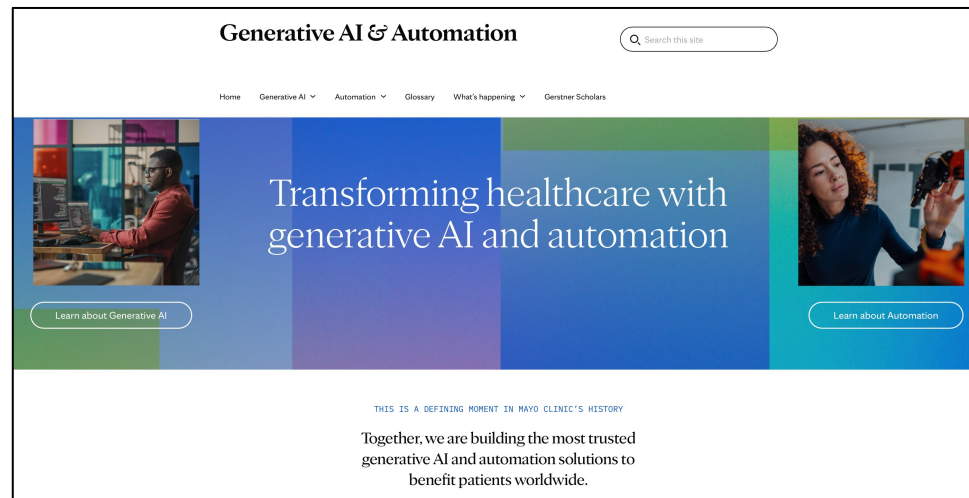 Generative AI & Automation
Search this site
Home Generative AI Automation Glossary What's happening Gerstner Scholars
Transforming healthcare with
generative AI and automation
Learn about Generative AI
Learn about Automation
THIS IS A DEFINING MOMENT IN MAYO CLINIC'S HISTORY
Together, we are building the most trusted
generative AI and automation solutions to
benefit patients worldwide.